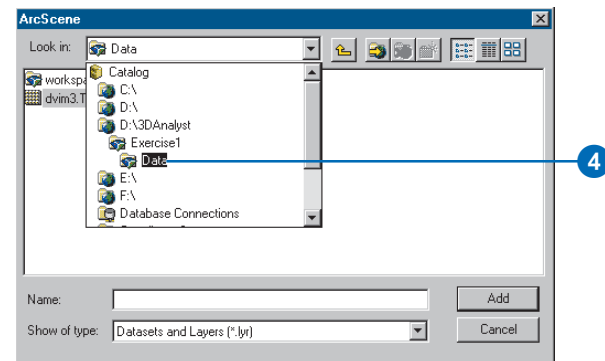 ArcScene
Look in: Data
workspa Catalog
dvim3.T C:\
D:\
D:\3DAnalyst
Exercise1
Data
4
E:\
F:\
Database Connections
Name: Add
Show of type: Datasets and Layers (*.lyr) Cancel